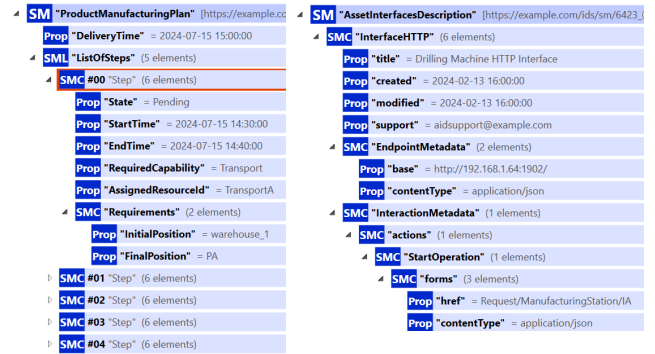 SM "ProductManufacturingPlan" [https://example.co
Prop "DeliveryTime" = 2024-07-15 15:00:00
SML "ListOfSteps" (5 elements)
SMC #00 "Step" (6 elements)
Prop "State" = Pending
Prop "StartTime" = 2024-07-15 14:30:00
Prop "EndTime" = 2024-07-15 14:40:00
Prop "RequiredCapability" = Transport
Prop "AssignedResourceId" = TransportA
SMC "Requirements" (2 elements)
Prop "InitialPosition" = warehouse_1
Prop "FinalPosition" = PA
SMC #01 "Step" (6 elements)
SMC #02 "Step" (6 elements)
SMC #03 "Step" (6 elements)
SMC #04 "Step" (6 elements)
SM "AssetInterfacesDescription" [https://example.com/ids/sm/6423_
SMC "InterfaceHTTP" (6 elements)
Prop "title" = Drilling Machine HTTP Interface
Prop "created" = 2024-02-13 16:00:00
Prop "modified" = 2024-02-13 16:00:00
Prop "support" = aidsupport@example.com
SMC "EndpointMetadata" (2 elements)
Prop "base" = http://192.168.1.64:1902/
Prop "contentType" = application/json
SMC "InteractionMetadata" (1 elements)
SMC "actions" (1 elements)
SMC "StartOperation" (1 elements)
SMC "forms" (3 elements)
Prop "href" = Request/ManufacturingStation/IA
Prop "contentType" = application/json